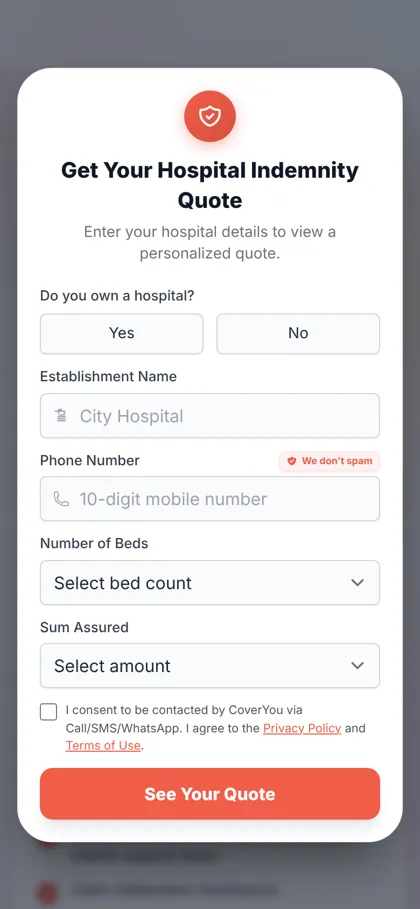 Get Your Hospital Indemnity
Quote
Enter your hospital details to view a
personalized quote.
Do you own a hospital?
Yes No
Establishment Name
City Hospital
Phone Number We don't spam
10-digit mobile number
Number of Beds
Select bed count
Sum Assured
Select amount
I consent to be contacted by CoverYou via
Call/SMS/WhatsApp. I agree to the Privacy Policy and
Terms of Use.
See Your Quote